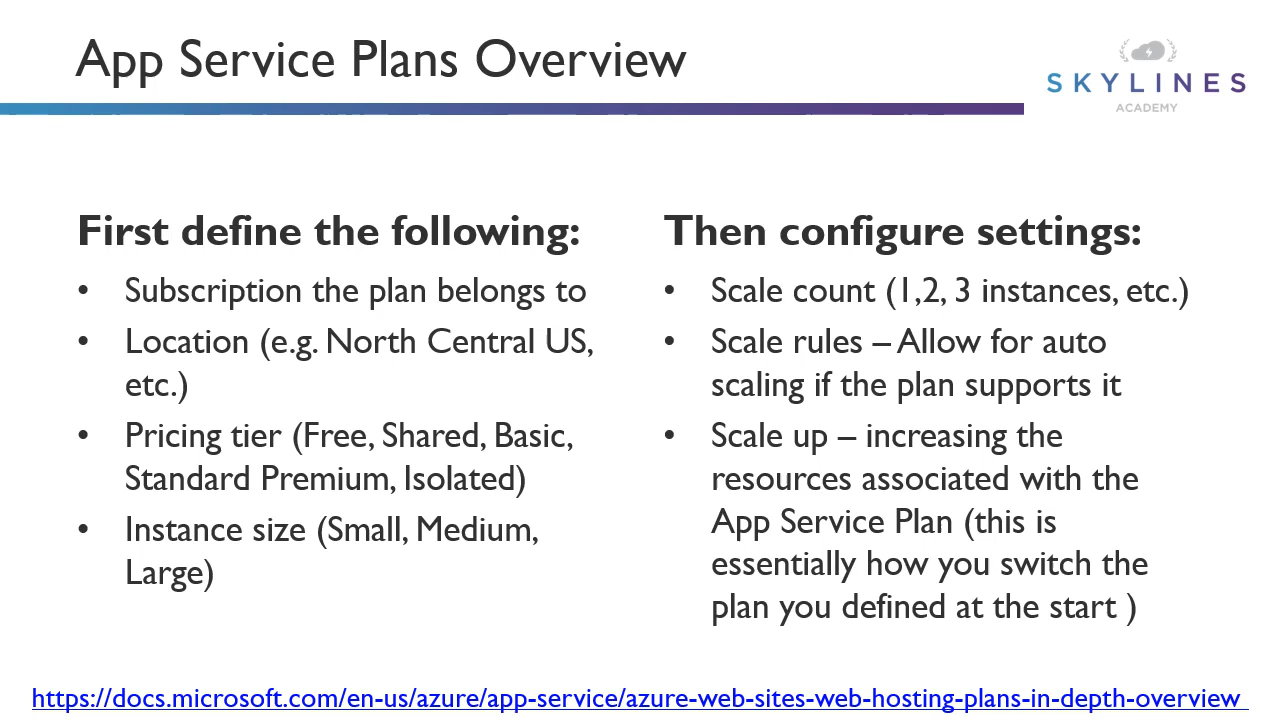 App Service Plans Overview
SKYLINES
ACADEMY
First define the following:
• Subscription the plan belongs to
• Location (e.g. North Central US,
etc.)
• Pricing tier (Free, Shared, Basic,
Standard Premium, Isolated)
• Instance size (Small, Medium,
Large)
Then configure settings:
• Scale count (1,2, 3 instances, etc.)
• Scale rules – Allow for auto
scaling if the plan supports it
• Scale up – increasing the
resources associated with the
App Service Plan (this is
essentially how you switch the
plan you defined at the start )
https://docs.microsoft.com/en-us/azure/app-service/azure-web-sites-web-hosting-plans-in-depth-overview